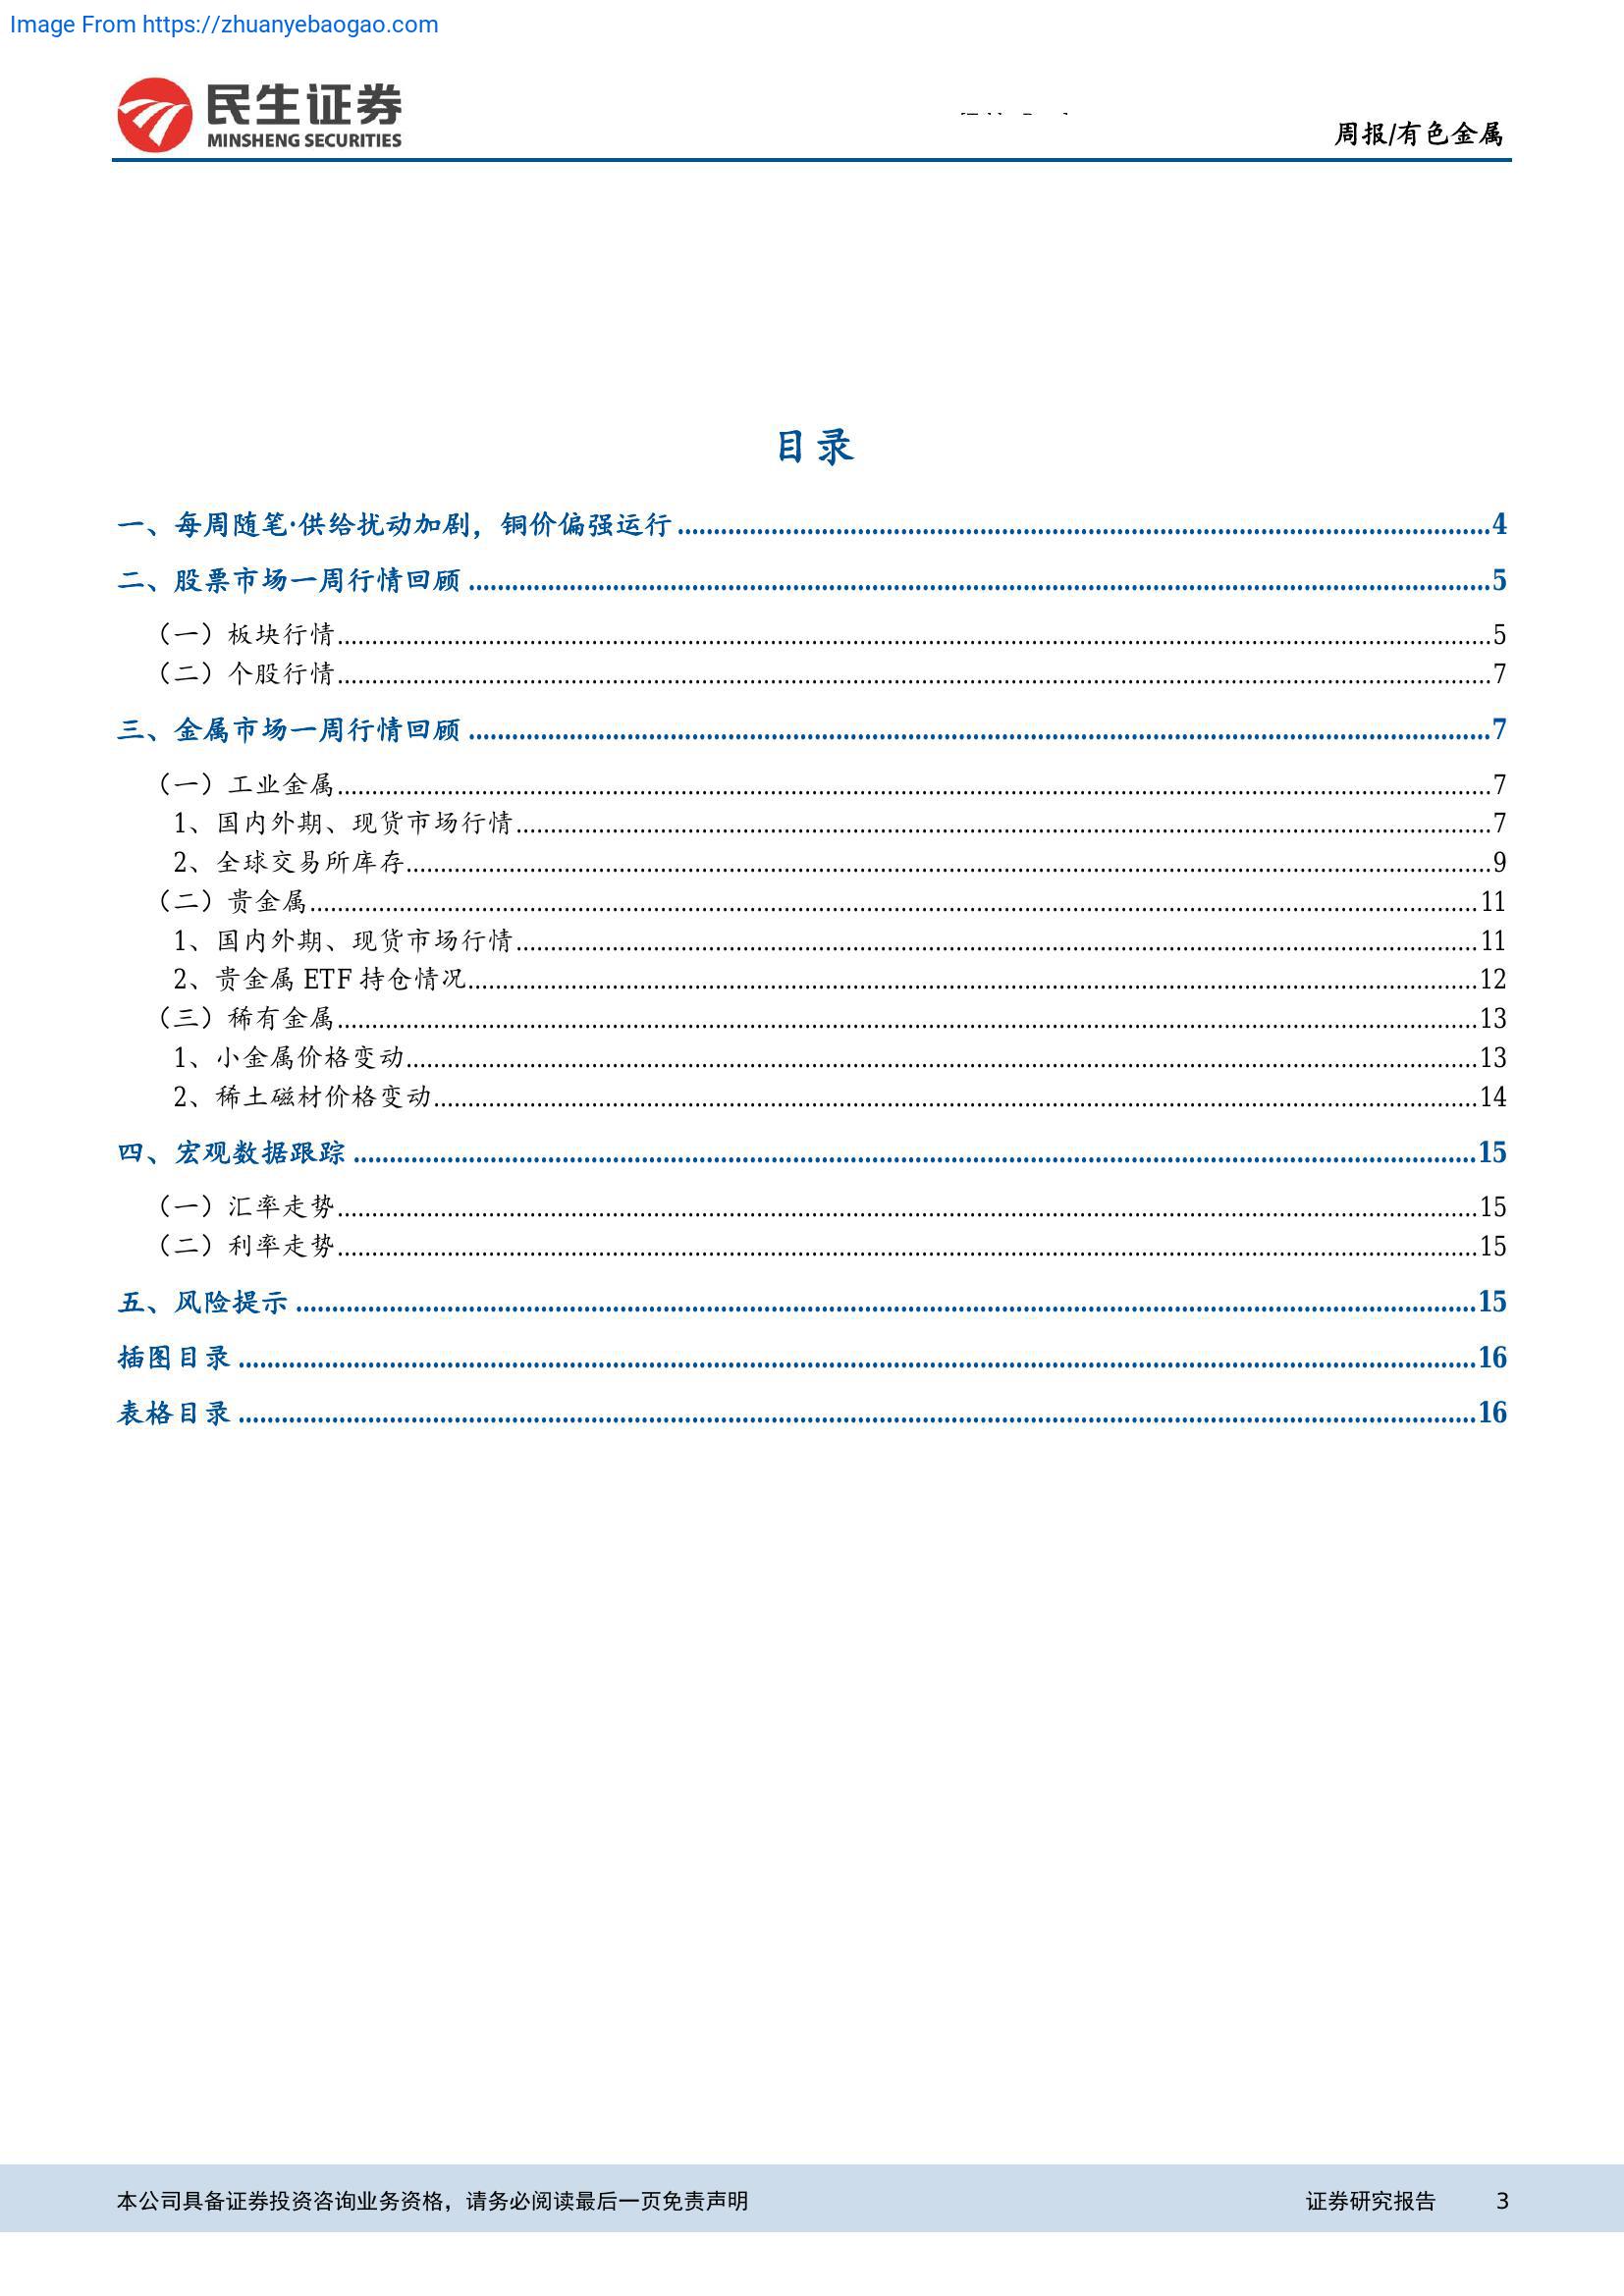 Image From https://zhuanyebaogao.com
民生证券
MINSHENG SECURITIES
周报/有色金属
目录
一、每周随笔·供给扰动加剧，铜价偏强运行........4
二、股票市场一周行情回顾........5
（一）板块行情........5
（二）个股行情........7
三、金属市场一周行情回顾........7
（一）工业金属........7
1、国内外期、现货市场行情........7
2、全球交易所库存........9
（二）贵金属........11
1、国内外期、现货市场行情........11
2、贵金属 ETF 持仓情况........12
（三）稀有金属........13
1、小金属价格变动........13
2、稀土磁材价格变动........14
四、宏观数据跟踪........15
（一）汇率走势........15
（二）利率走势........15
五、风险提示........15
插图目录........16
表格目录........16
本公司具备证券投资咨询业务资格，请务必阅读最后一页免责声明 证券研究报告 3